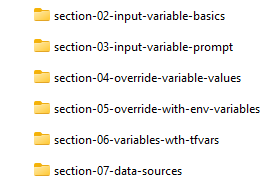 section-02-input-variable-basics
section-03-input-variable-prompt
section-04-override-variable-values
section-05-override-with-env-variables
section-06-variables-wth-tfvars
section-07-data-sources